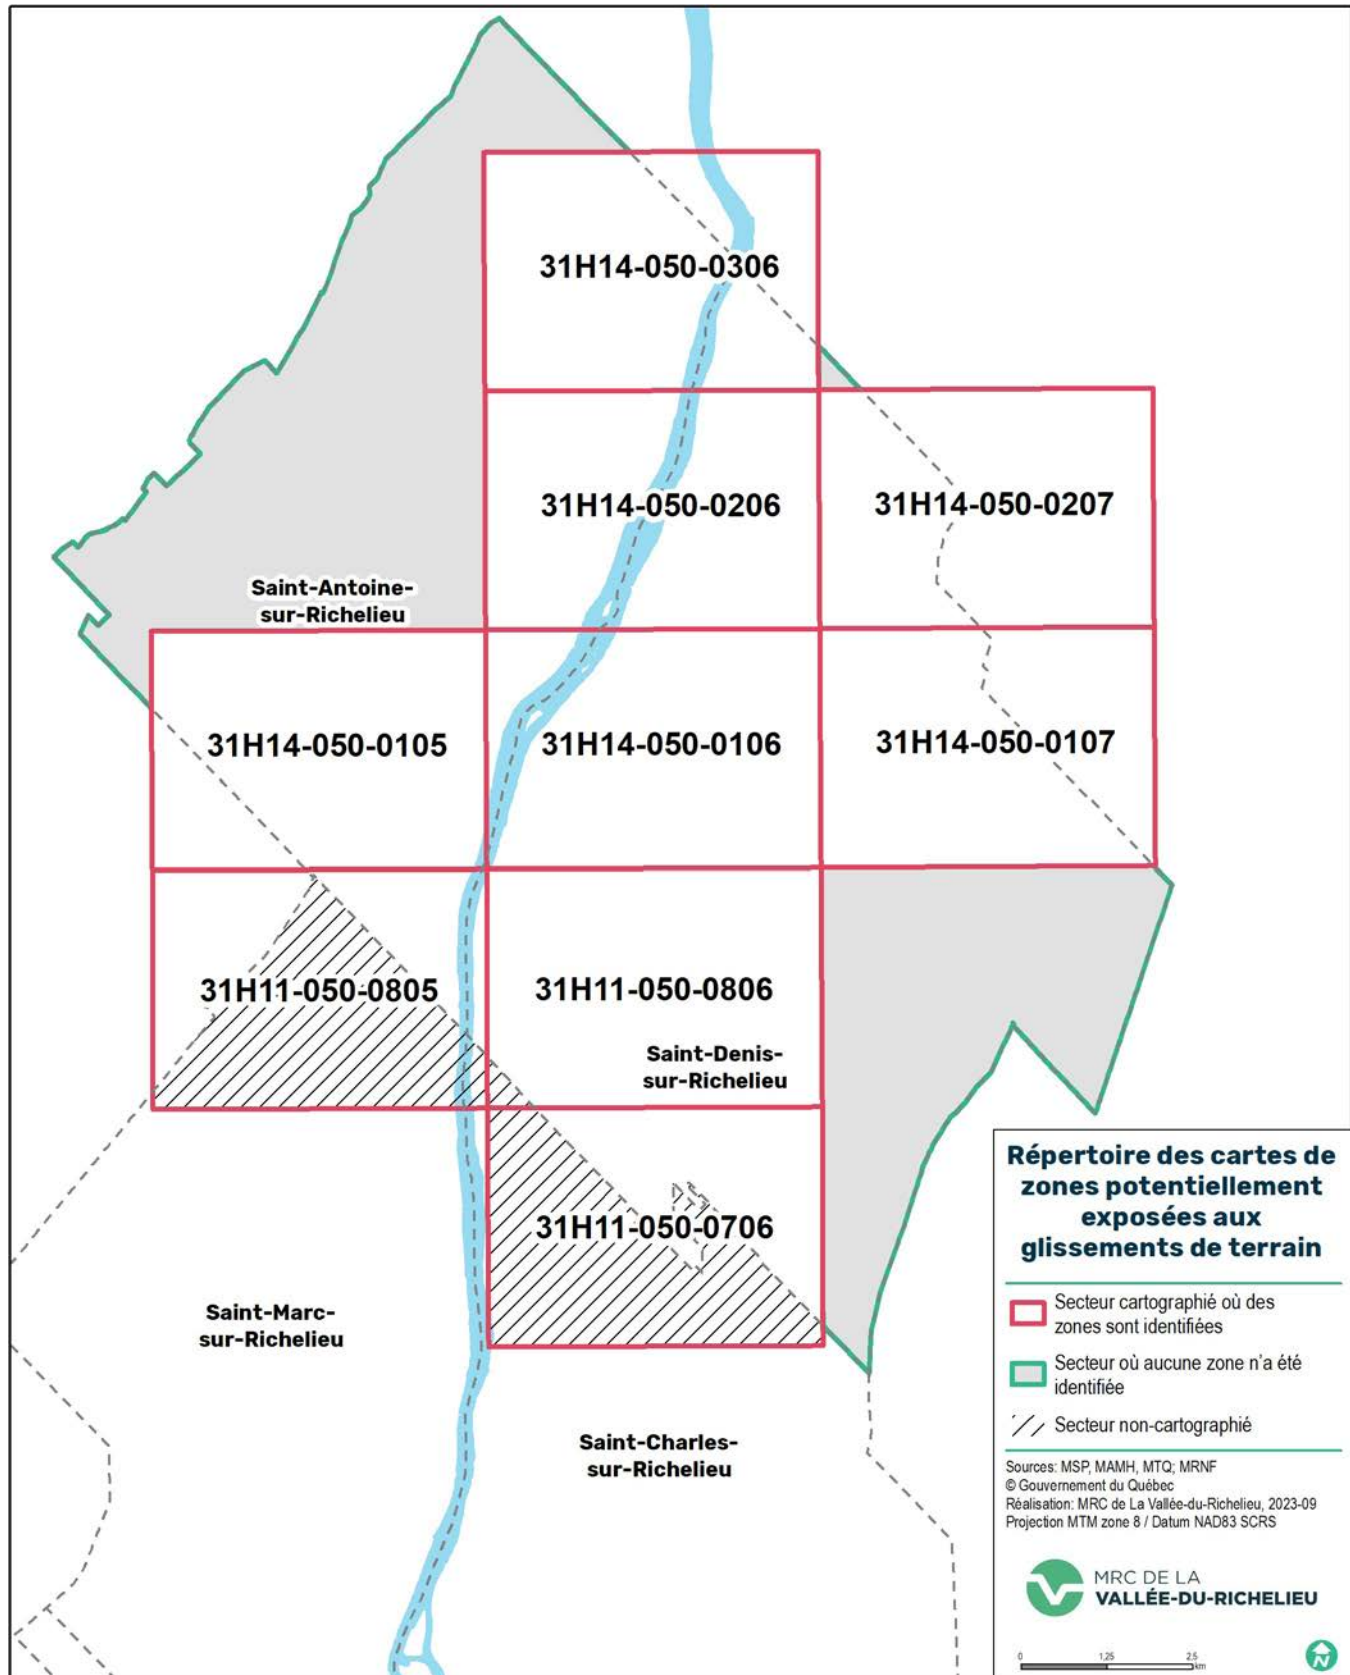 31H14-050-0306
31H14-050-0206
31H14-050-0207
Saint-Antoine-
sur-Richelieu
31H14-050-0105
31H14-050-0106
31H14-050-0107
31H11-050-0805
31H11-050-0806
Saint-Denis-
sur-Richelieu
31H11-050-0706
Saint-Marc-
sur-Richelieu
Saint-Charles-
sur-Richelieu
Répertoire des cartes de
zones potentiellement
exposées aux
glissements de terrain
Secteur cartographié où des
zones sont identifiées
Secteur où aucune zone n'a été
identifiée
Secteur non-cartographié
Sources: MSP, MAMH, MTQ; MRNF
© Gouvernement du Québec
Réalisation: MRC de La Vallée-du-Richelieu, 2023-09
Projection MTM zone 8 / Datum NAD83 SCRS
MRC DE LA
VALLÉE-DU-RICHELIEU
0 1,25 2,5
km
N